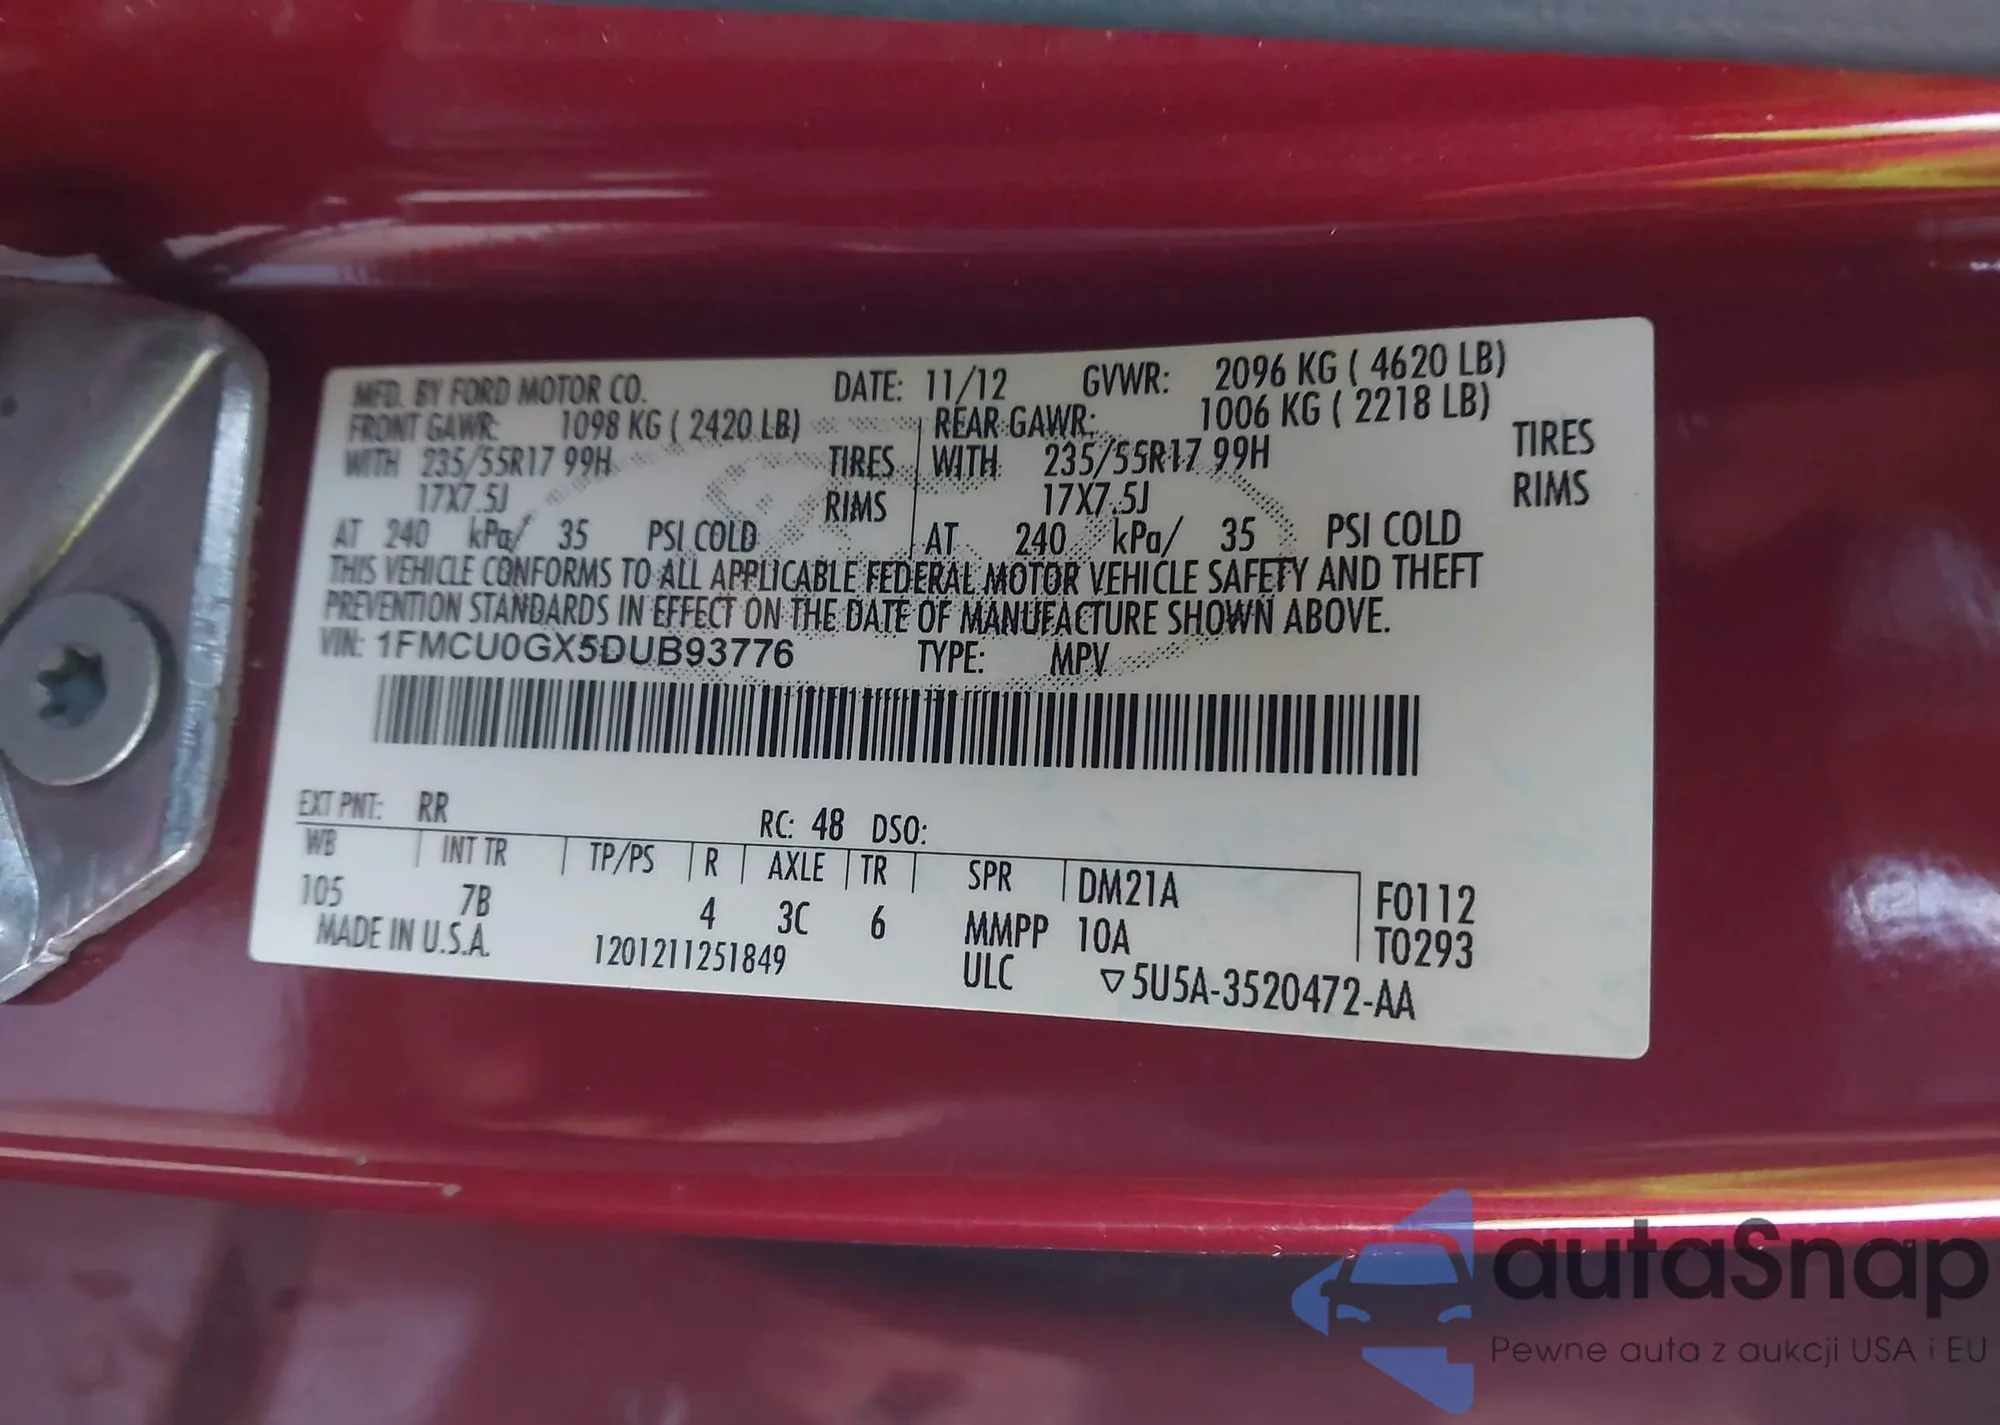 MFD. BY FORD MOTOR CO. DATE: 11/12 GVWR: 2096 KG ( 4620 LB)
FRONT GAWR: 1098 KG ( 2420 LB) REAR GAWR: 1006 KG ( 2218 LB)
WITH 235/55R17 99H TIRES WITH 235/55R17 99H TIRES
17X7.5J RIMS 17X7.5J RIMS
AT 240 kPa/ 35 PSI COLD AT 240 kPa/ 35 PSI COLD
THIS VEHICLE CONFORMS TO ALL APPLICABLE FEDERAL MOTOR VEHICLE SAFETY AND THEFT
PREVENTION STANDARDS IN EFFECT ON THE DATE OF MANUFACTURE SHOWN ABOVE.
VIN: 1FMCU0GX5DUB93776 TYPE: MPV
EXT PNT: RR RC: 48 DSO:
WB INT TR TP/PS R AXLE TR SPR DM21A F0112
105 7B 4 3C 6 MMPP 10A T0293
MADE IN U.S.A. 1201211251849 ULC ▽5U5A-3520472-AA
autaSnap
Pewne auta z aukcji USA i EU